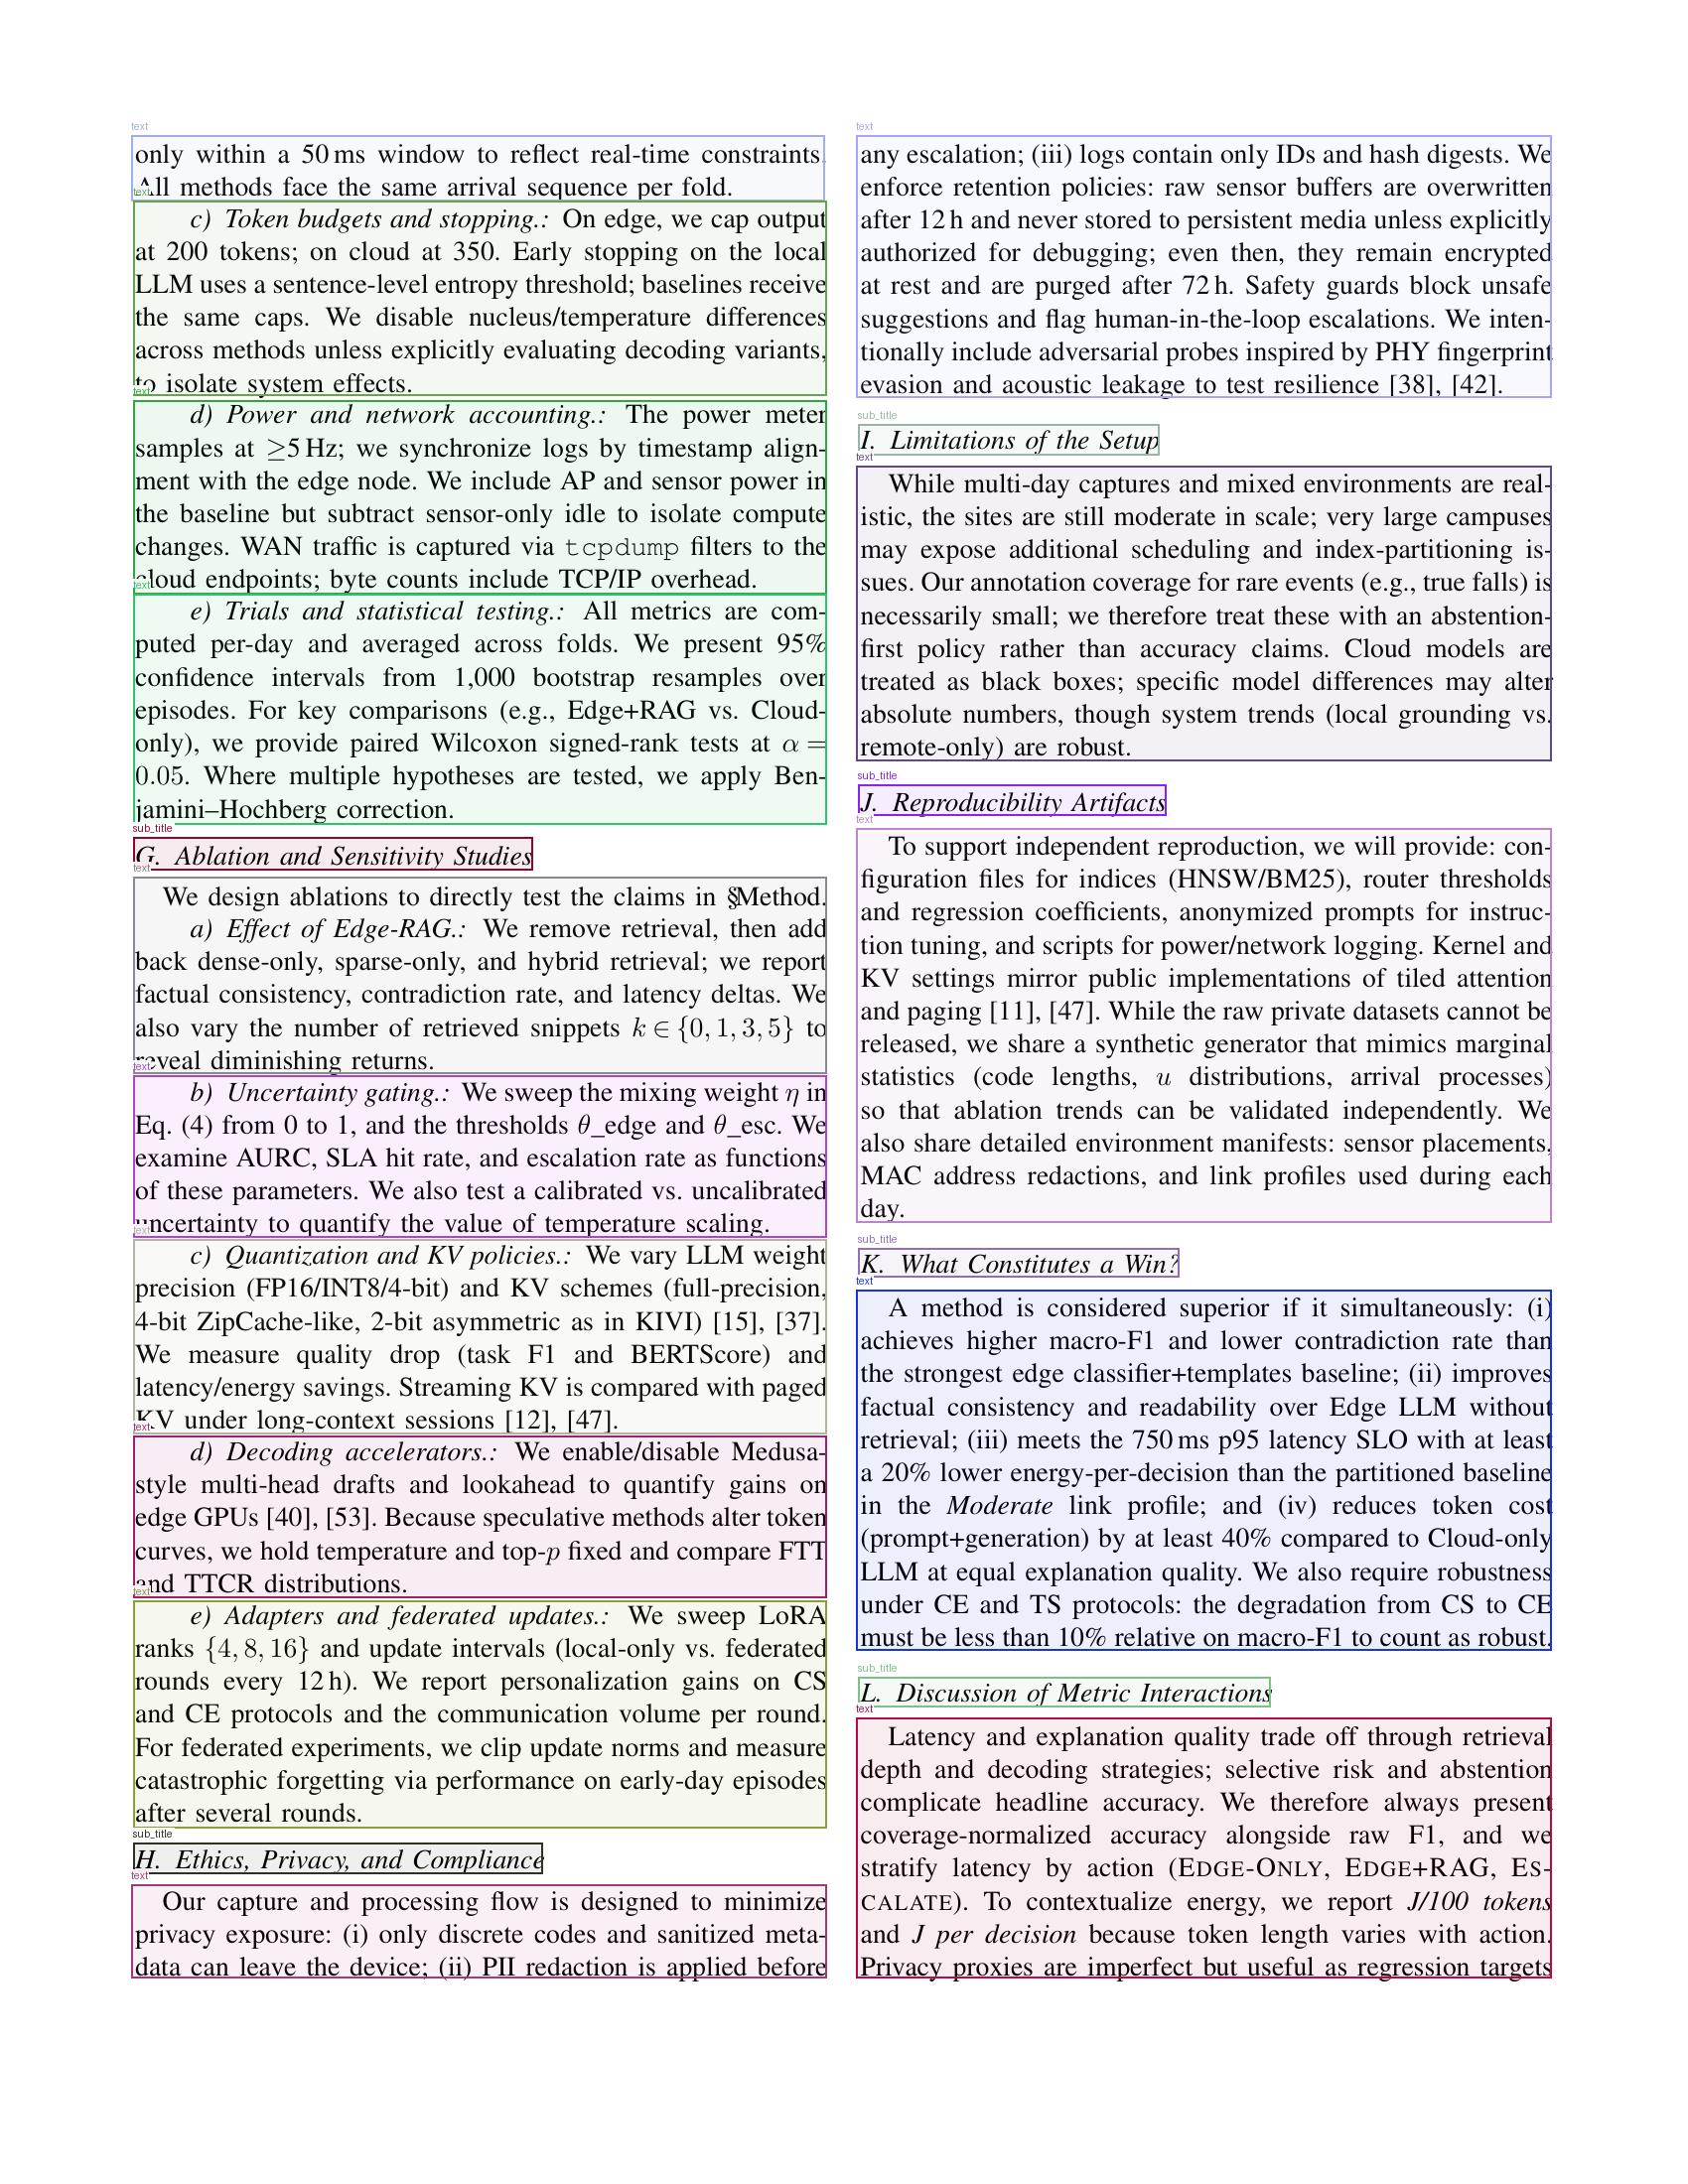 text
only within a 50 ms window to reflect real-time constraints.
All methods face the same arrival sequence per fold.
text
c) Token budgets and stopping.: On edge, we cap output
at 200 tokens; on cloud at 350. Early stopping on the local
LLM uses a sentence-level entropy threshold; baselines receive
the same caps. We disable nucleus/temperature differences
across methods unless explicitly evaluating decoding variants,
to isolate system effects.
text
d) Power and network accounting.: The power meter
samples at ≥5 Hz; we synchronize logs by timestamp align-
ment with the edge node. We include AP and sensor power in
the baseline but subtract sensor-only idle to isolate compute
changes. WAN traffic is captured via tcpdump filters to the
cloud endpoints; byte counts include TCP/IP overhead.
text
e) Trials and statistical testing.: All metrics are com-
puted per-day and averaged across folds. We present 95%
confidence intervals from 1,000 bootstrap resamples over
episodes. For key comparisons (e.g., Edge+RAG vs. Cloud-
only), we provide paired Wilcoxon signed-rank tests at α =
0.05. Where multiple hypotheses are tested, we apply Ben-
jamini–Hochberg correction.
sub_title
G. Ablation and Sensitivity Studies
text
We design ablations to directly test the claims in §Method.
a) Effect of Edge-RAG.: We remove retrieval, then add
back dense-only, sparse-only, and hybrid retrieval; we report
factual consistency, contradiction rate, and latency deltas. We
also vary the number of retrieved snippets k ∈ {0, 1, 3, 5} to
reveal diminishing returns.
text
b) Uncertainty gating.: We sweep the mixing weight η in
Eq. (4) from 0 to 1, and the thresholds θ_edge and θ_esc. We
examine AURC, SLA hit rate, and escalation rate as functions
of these parameters. We also test a calibrated vs. uncalibrated
uncertainty to quantify the value of temperature scaling.
text
c) Quantization and KV policies.: We vary LLM weight
precision (FP16/INT8/4-bit) and KV schemes (full-precision,
4-bit ZipCache-like, 2-bit asymmetric as in KIVI) [15], [37].
We measure quality drop (task F1 and BERTScore) and
latency/energy savings. Streaming KV is compared with paged
KV under long-context sessions [12], [47].
text
d) Decoding accelerators.: We enable/disable Medusa-
style multi-head drafts and lookahead to quantify gains on
edge GPUs [40], [53]. Because speculative methods alter token
curves, we hold temperature and top-p fixed and compare FTT
and TTCR distributions.
text
e) Adapters and federated updates.: We sweep LoRA
ranks {4, 8, 16} and update intervals (local-only vs. federated
rounds every 12 h). We report personalization gains on CS
and CE protocols and the communication volume per round.
For federated experiments, we clip update norms and measure
catastrophic forgetting via performance on early-day episodes
after several rounds.
sub_title
H. Ethics, Privacy, and Compliance
text
Our capture and processing flow is designed to minimize
privacy exposure: (i) only discrete codes and sanitized meta-
data can leave the device; (ii) PII redaction is applied before
text
any escalation; (iii) logs contain only IDs and hash digests. We
enforce retention policies: raw sensor buffers are overwritten
after 12 h and never stored to persistent media unless explicitly
authorized for debugging; even then, they remain encrypted
at rest and are purged after 72 h. Safety guards block unsafe
suggestions and flag human-in-the-loop escalations. We inten-
tionally include adversarial probes inspired by PHY fingerprint
evasion and acoustic leakage to test resilience [38], [42].
sub_title
I. Limitations of the Setup
text
While multi-day captures and mixed environments are real-
istic, the sites are still moderate in scale; very large campuses
may expose additional scheduling and index-partitioning is-
sues. Our annotation coverage for rare events (e.g., true falls) is
necessarily small; we therefore treat these with an abstention-
first policy rather than accuracy claims. Cloud models are
treated as black boxes; specific model differences may alter
absolute numbers, though system trends (local grounding vs.
remote-only) are robust.
sub_title
J. Reproducibility Artifacts
text
To support independent reproduction, we will provide: con-
figuration files for indices (HNSW/BM25), router thresholds
and regression coefficients, anonymized prompts for instruc-
tion tuning, and scripts for power/network logging. Kernel and
KV settings mirror public implementations of tiled attention
and paging [11], [47]. While the raw private datasets cannot be
released, we share a synthetic generator that mimics marginal
statistics (code lengths, u distributions, arrival processes)
so that ablation trends can be validated independently. We
also share detailed environment manifests: sensor placements,
MAC address redactions, and link profiles used during each
day.
sub_title
K. What Constitutes a Win?
text
A method is considered superior if it simultaneously: (i)
achieves higher macro-F1 and lower contradiction rate than
the strongest edge classifier+templates baseline; (ii) improves
factual consistency and readability over Edge LLM without
retrieval; (iii) meets the 750 ms p95 latency SLO with at least
a 20% lower energy-per-decision than the partitioned baseline
in the Moderate link profile; and (iv) reduces token cost
(prompt+generation) by at least 40% compared to Cloud-only
LLM at equal explanation quality. We also require robustness
under CE and TS protocols: the degradation from CS to CE
must be less than 10% relative on macro-F1 to count as robust.
sub_title
L. Discussion of Metric Interactions
text
Latency and explanation quality trade off through retrieval
depth and decoding strategies; selective risk and abstention
complicate headline accuracy. We therefore always present
coverage-normalized accuracy alongside raw F1, and we
stratify latency by action (EDGE-ONLY, EDGE+RAG, ES-
CALATE). To contextualize energy, we report J/100 tokens
and J per decision because token length varies with action.
Privacy proxies are imperfect but useful as regression targets